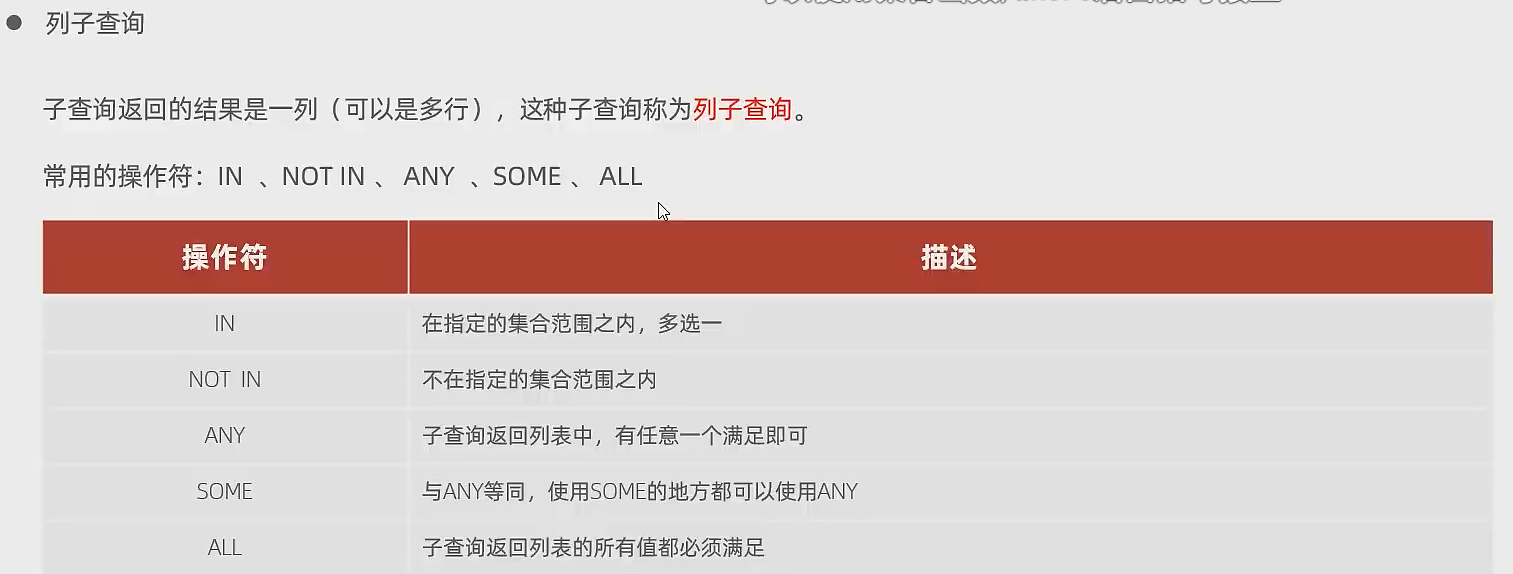 列子查询
子查询返回的结果是一列（可以是多行），这种子查询称为列子查询。
常用的操作符：IN 、NOT IN 、 ANY 、SOME 、 ALL
操作符 描述
IN 在指定的集合范围之内，多选一
NOT IN 不在指定的集合范围之内
ANY 子查询返回列表中，有任意一个满足即可
SOME 与ANY等同，使用SOME的地方都可以使用ANY
ALL 子查询返回列表的所有值都必须满足